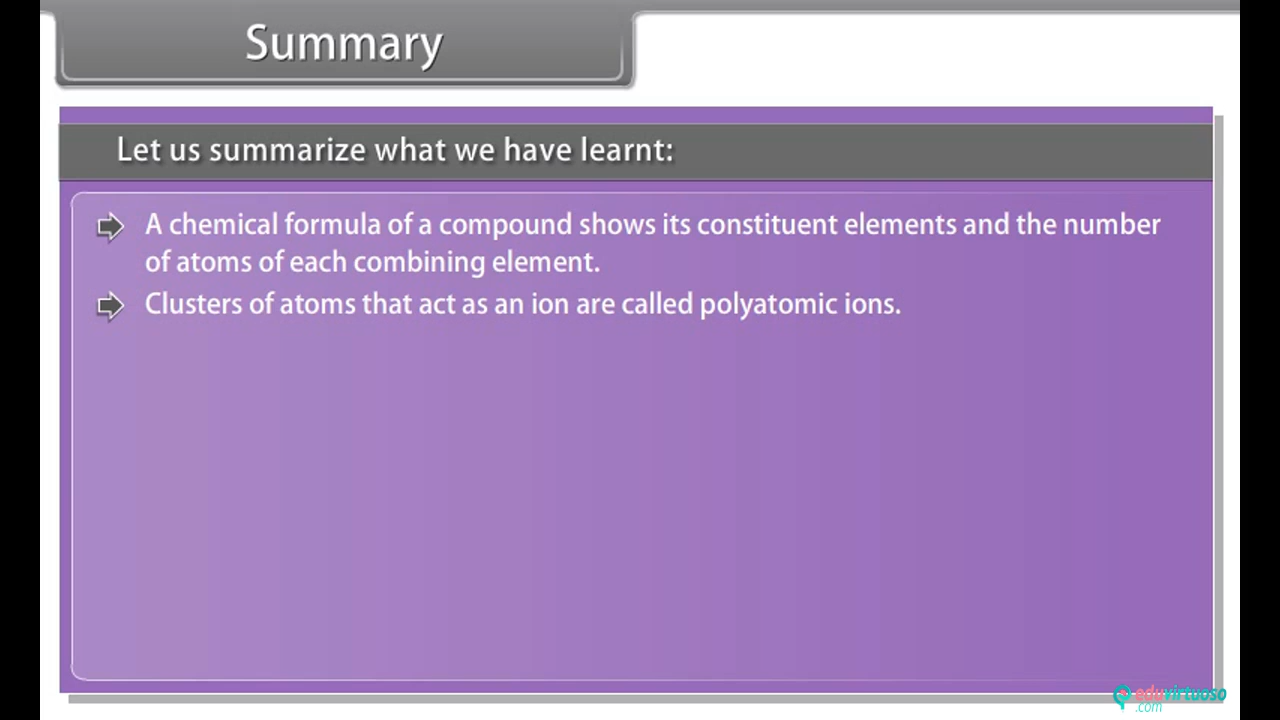 Summary
Let us summarize what we have learnt:
A chemical formula of a compound shows its constituent elements and the number
of atoms of each combining element.
Clusters of atoms that act as an ion are called polyatomic ions.
eduvirtuoso
.com